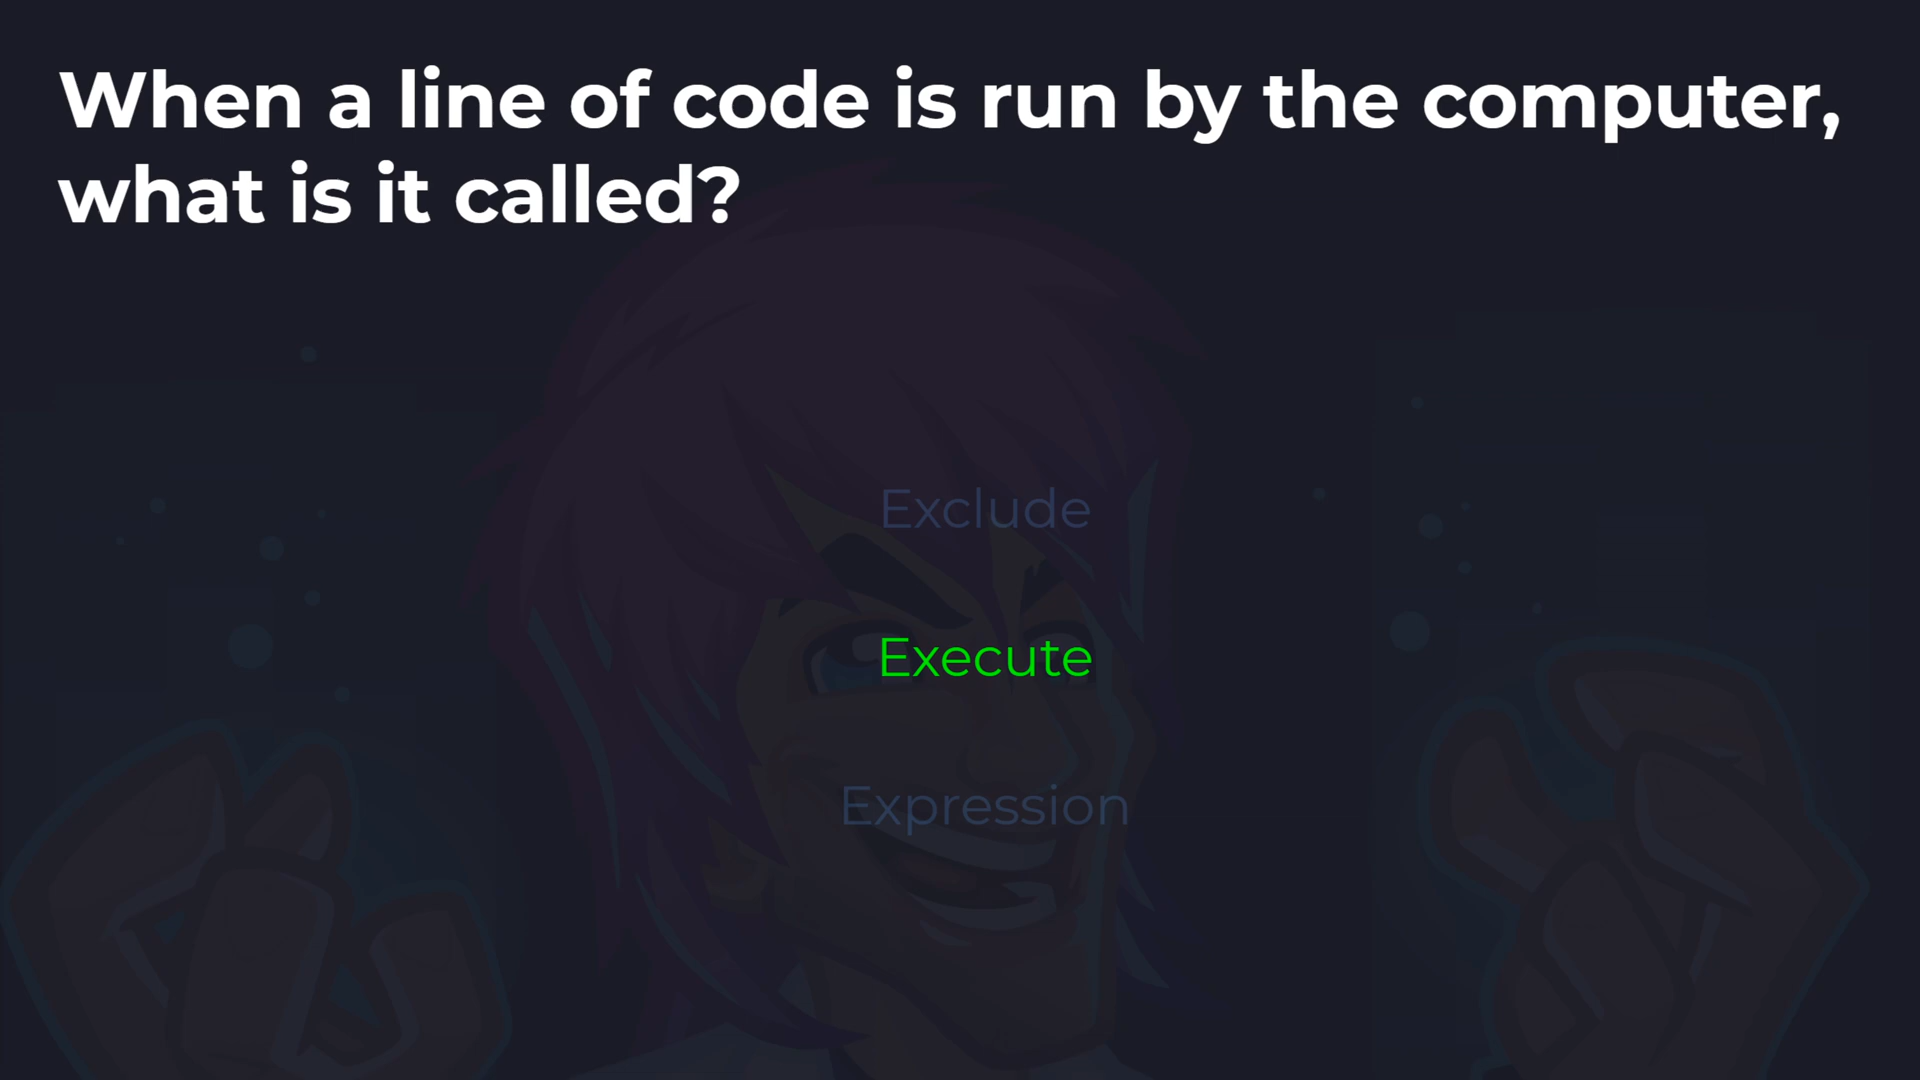 When a line of code is run by the computer,
what is it called?
Exclude
Execute
Expression